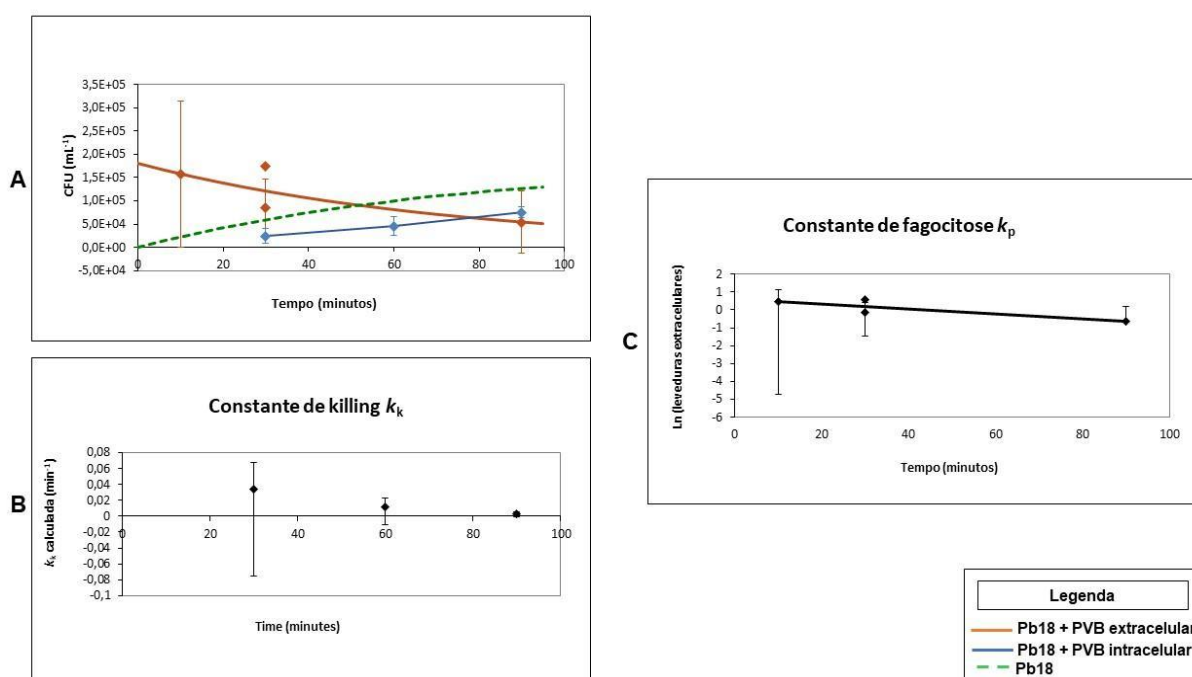 A
CFU (mL-1)
3,5E+05
3,0E+05
2,5E+05
2,0E+05
1,5E+05
1,0E+05
5,0E+04
0,0E+00
-5,0E+04
0 20 40 60 80 100
Tempo (minutos)
B
Constante de killing kk
kk calculada (min-1)
0,08
0,06
0,04
0,02
0
-0,02
-0,04
-0,06
-0,08
-0,1
0 20 40 60 80 100
Time (minutes)
C
Constante de fagocitose kp
Ln (leveduras extracelulares)
2
1
0
-1
-2
-3
-4
-5
-6
0 20 40 60 80 100
Tempo (minutos)
Legenda
Pb18 + PVB extracelular
Pb18 + PVB intracelular
Pb18